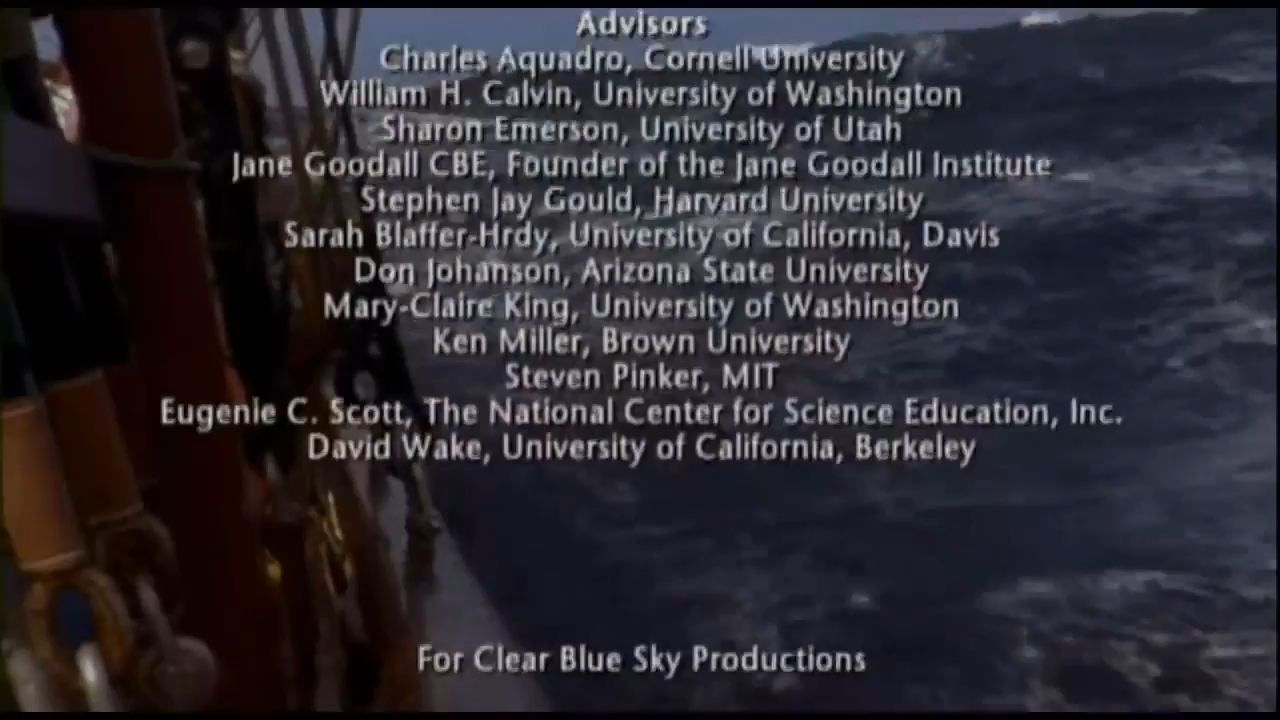 Advisors
Charles Aquadro, Cornell University
William H. Calvin, University of Washington
Sharon Emerson, University of Utah
Jane Goodall CBE, Founder of the Jane Goodall Institute
Stephen Jay Gould, Harvard University
Sarah Blaffer-Hrdy, University of California, Davis
Don Johanson, Arizona State University
Mary-Claire King, University of Washington
Ken Miller, Brown University
Steven Pinker, MIT
Eugenie C. Scott, The National Center for Science Education, Inc.
David Wake, University of California, Berkeley
For Clear Blue Sky Productions